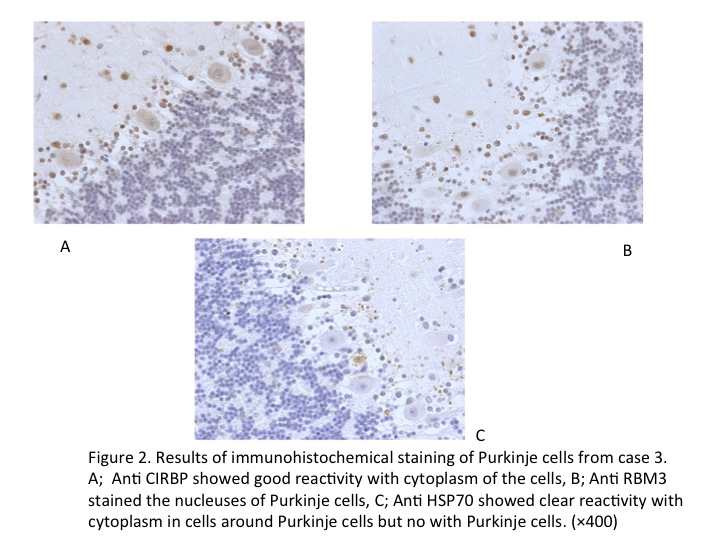 A
B
C
Figure 2. Results of immunohistochemical staining of Purkinje cells from case 3.
A;  Anti CIRBP showed good reactivity with cytoplasm of the cells, B; Anti RBM3
stained the nucleuses of Purkinje cells, C; Anti HSP70 showed clear reactivity with
cytoplasm in cells around Purkinje cells but no with Purkinje cells. (×400)